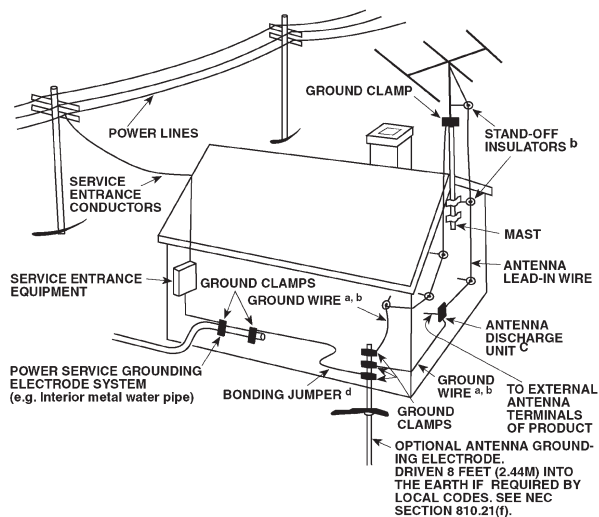 GROUND CLAMP
POWER LINES
STAND-OFF
INSULATORS b
SERVICE
ENTRANCE
CONDUCTORS
MAST
ANTENNA
LEAD-IN WIRE
SERVICE ENTRANCE
EQUIPMENT
GROUND CLAMPS
GROUND WIRE a, b
ANTENNA
DISCHARGE
UNIT C
POWER SERVICE GROUNDING
ELECTRODE SYSTEM
(e.g. Interior metal water pipe)
BONDING JUMPER d
GROUND
WIRE a, b
GROUND
CLAMPS
TO EXTERNAL
ANTENNA
TERMINALS
OF PRODUCT
OPTIONAL ANTENNA GROUND-
ING ELECTRODE.
DRIVEN 8 FEET (2.44M) INTO
THE EARTH IF REQUIRED BY
LOCAL CODES. SEE NEC
SECTION 810.21(f).